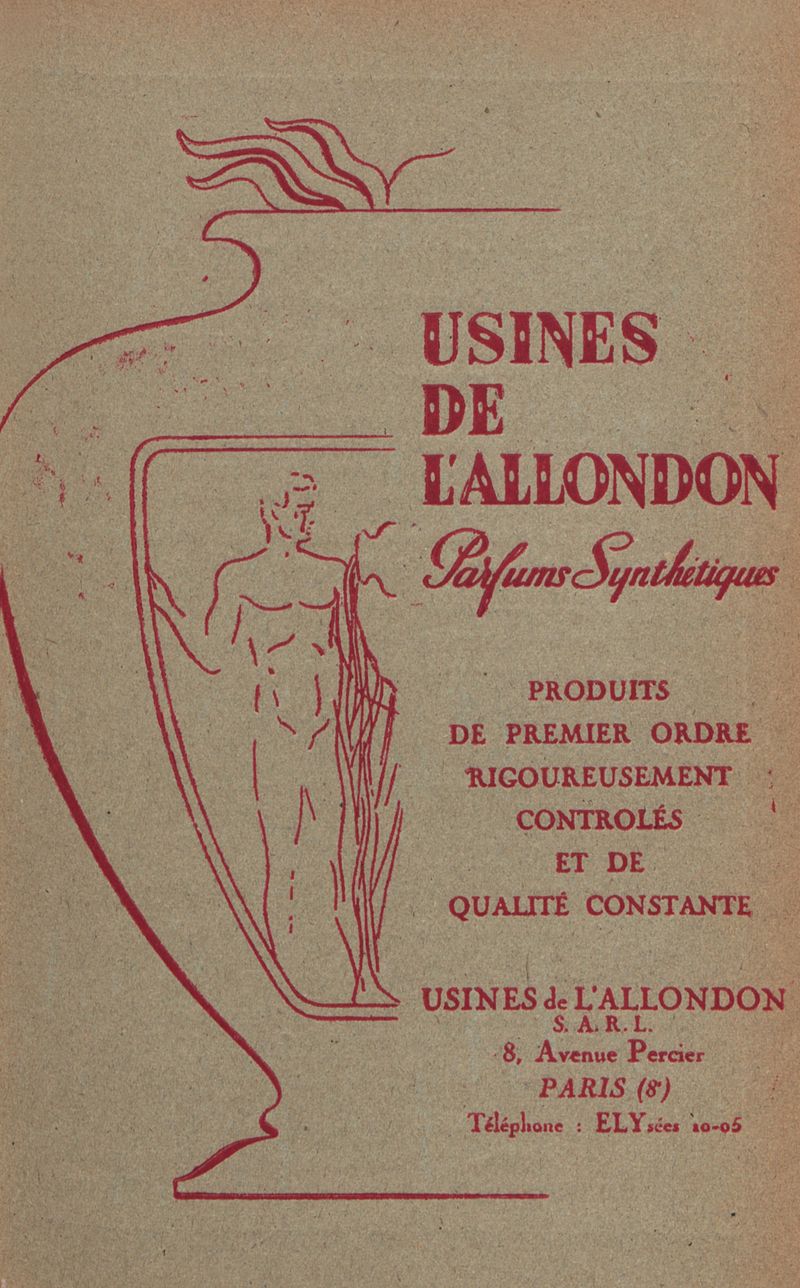 USINES
DE
L'ALLONDON
Parfums Synthétiques
PRODUITS
DE PREMIER ORDRE
RIGOUREUSEMENT
CONTROLÉS
ET DE
QUALITÉ CONSTANTE
USINES de L'ALLONDON
S. A. R. L.
8, Avenue Percier
PARIS (8e)
Téléphone : ELYsées 10-05